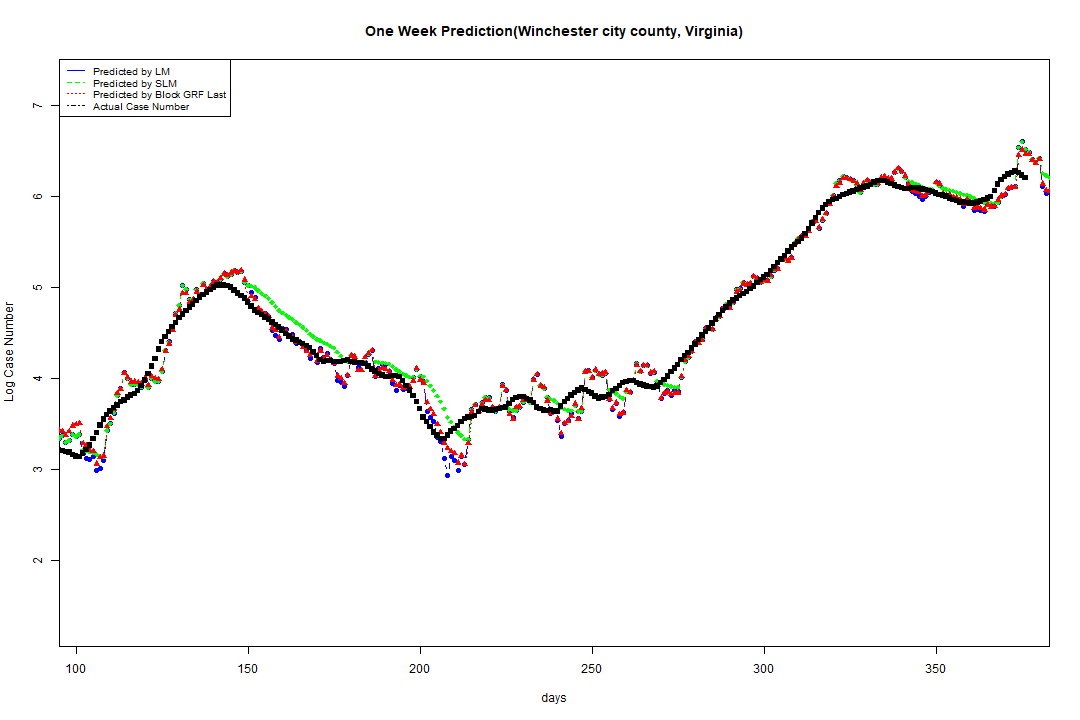 One Week Prediction(Winchester city county, Virginia)
Predicted by LM
Predicted by SLM
Predicted by Block GRF Last
Actual Case Number
7
6
5
4
3
2
Log Case Number
100 150 200 250 300 350
days